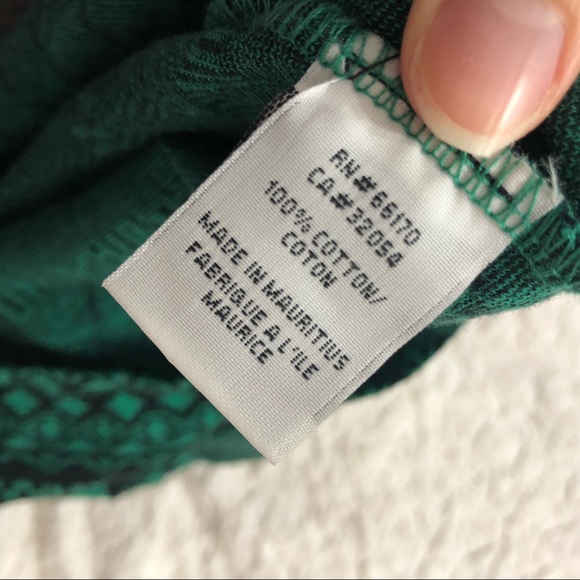 RN#66170
CA#32054
100% COTTON/
COTON
MADE IN MAURITIUS
FABRIQUE A L'ILE
MAURICE